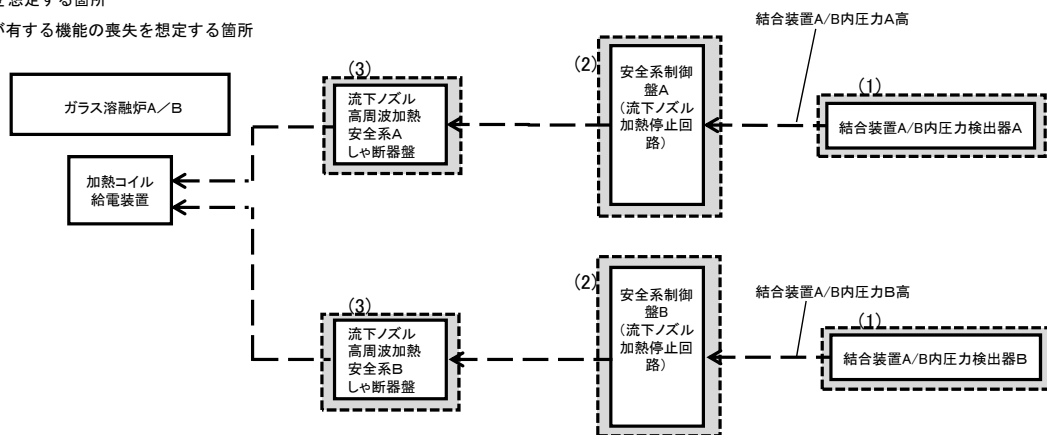 が有する機能の喪失を想定する箇所
結合装置A/B内圧力A高
(3)
(2)
安全系制御
盤A
(流下ノズル
加熱停止回
路)
(1)
ガラス溶融炉A/B
流下ノズル
高周波加熱
安全系A
しゃ断器盤
結合装置A/B内圧力検出器A
加熱コイル
給電装置
(3)
(2)
安全系制御
盤B
(流下ノズル
加熱停止回
路)
結合装置A/B内圧力B高
(1)
流下ノズル
高周波加熱
安全系B
しゃ断器盤
結合装置A/B内圧力検出器B